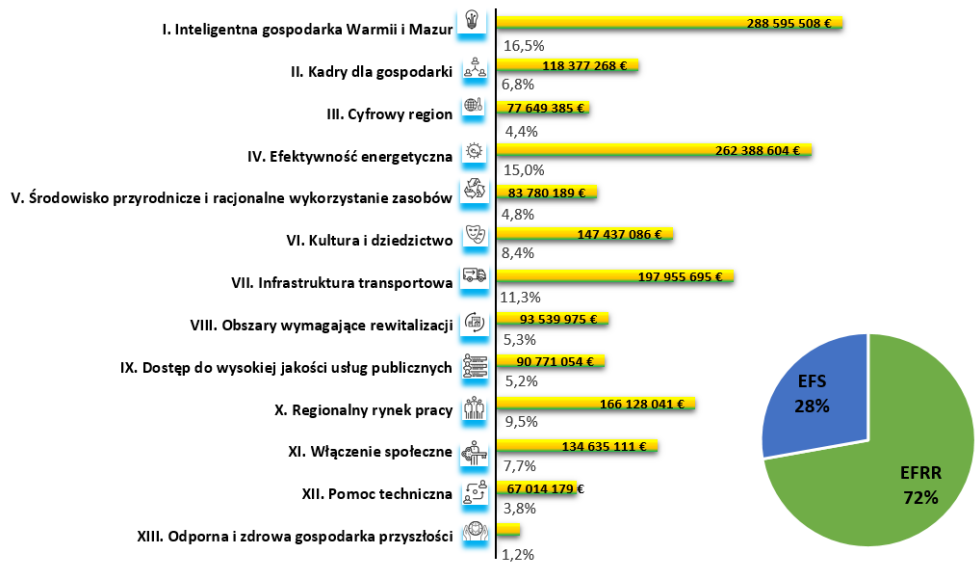 I. Inteligentna gospodarka Warmii i Mazur
288 595 508 €
16,5%
II. Kadry dla gospodarki
118 377 268 €
6,8%
III. Cyfrowy region
77 649 385 €
4,4%
IV. Efektywność energetyczna
262 388 604 €
15,0%
V. Środowisko przyrodnicze i racjonalne wykorzystanie zasobów
83 780 189 €
4,8%
VI. Kultura i dziedzictwo
147 437 086 €
8,4%
VII. Infrastruktura transportowa
197 955 695 €
11,3%
VIII. Obszary wymagające rewitalizacji
93 539 975 €
5,3%
IX. Dostęp do wysokiej jakości usług publicznych
90 771 054 €
5,2%
X. Regionalny rynek pracy
166 128 041 €
9,5%
XI. Włączenie społeczne
134 635 111 €
7,7%
XII. Pomoc techniczna
67 014 179 €
3,8%
XIII. Odporna i zdrowa gospodarka przyszłości
1,2%
EFS
28%
EFRR
72%